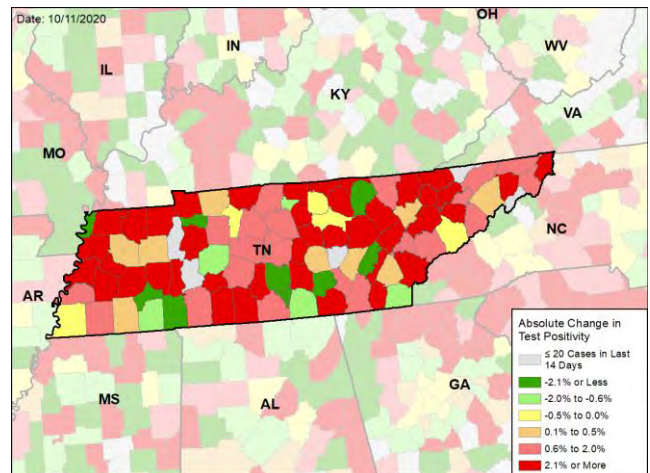 Date: 10/11/2020
OH
IN
WV
IL
KY
VA
MO
TN
NC
AR
MS
AL
GA
Absolute Change in
Test Positivity
≤ 20 Cases in Last
14 Days
-2.1% or Less
-2.0% to -0.6%
-0.5% to 0.0%
0.1% to 0.5%
0.6% to 2.0%
2.1% or More